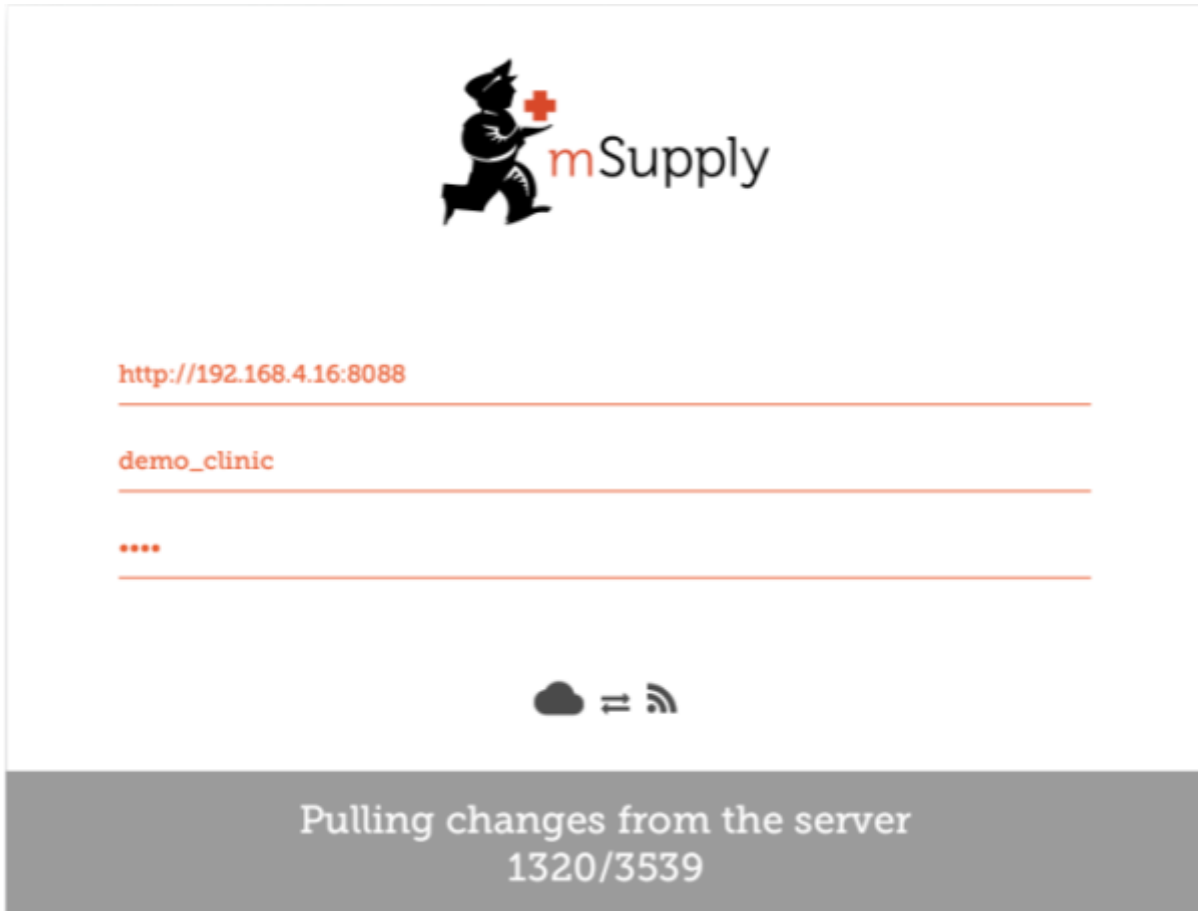 mSupply
http://192.168.4.16:8088
demo_clinic
••••
Pulling changes from the server
1320/3539